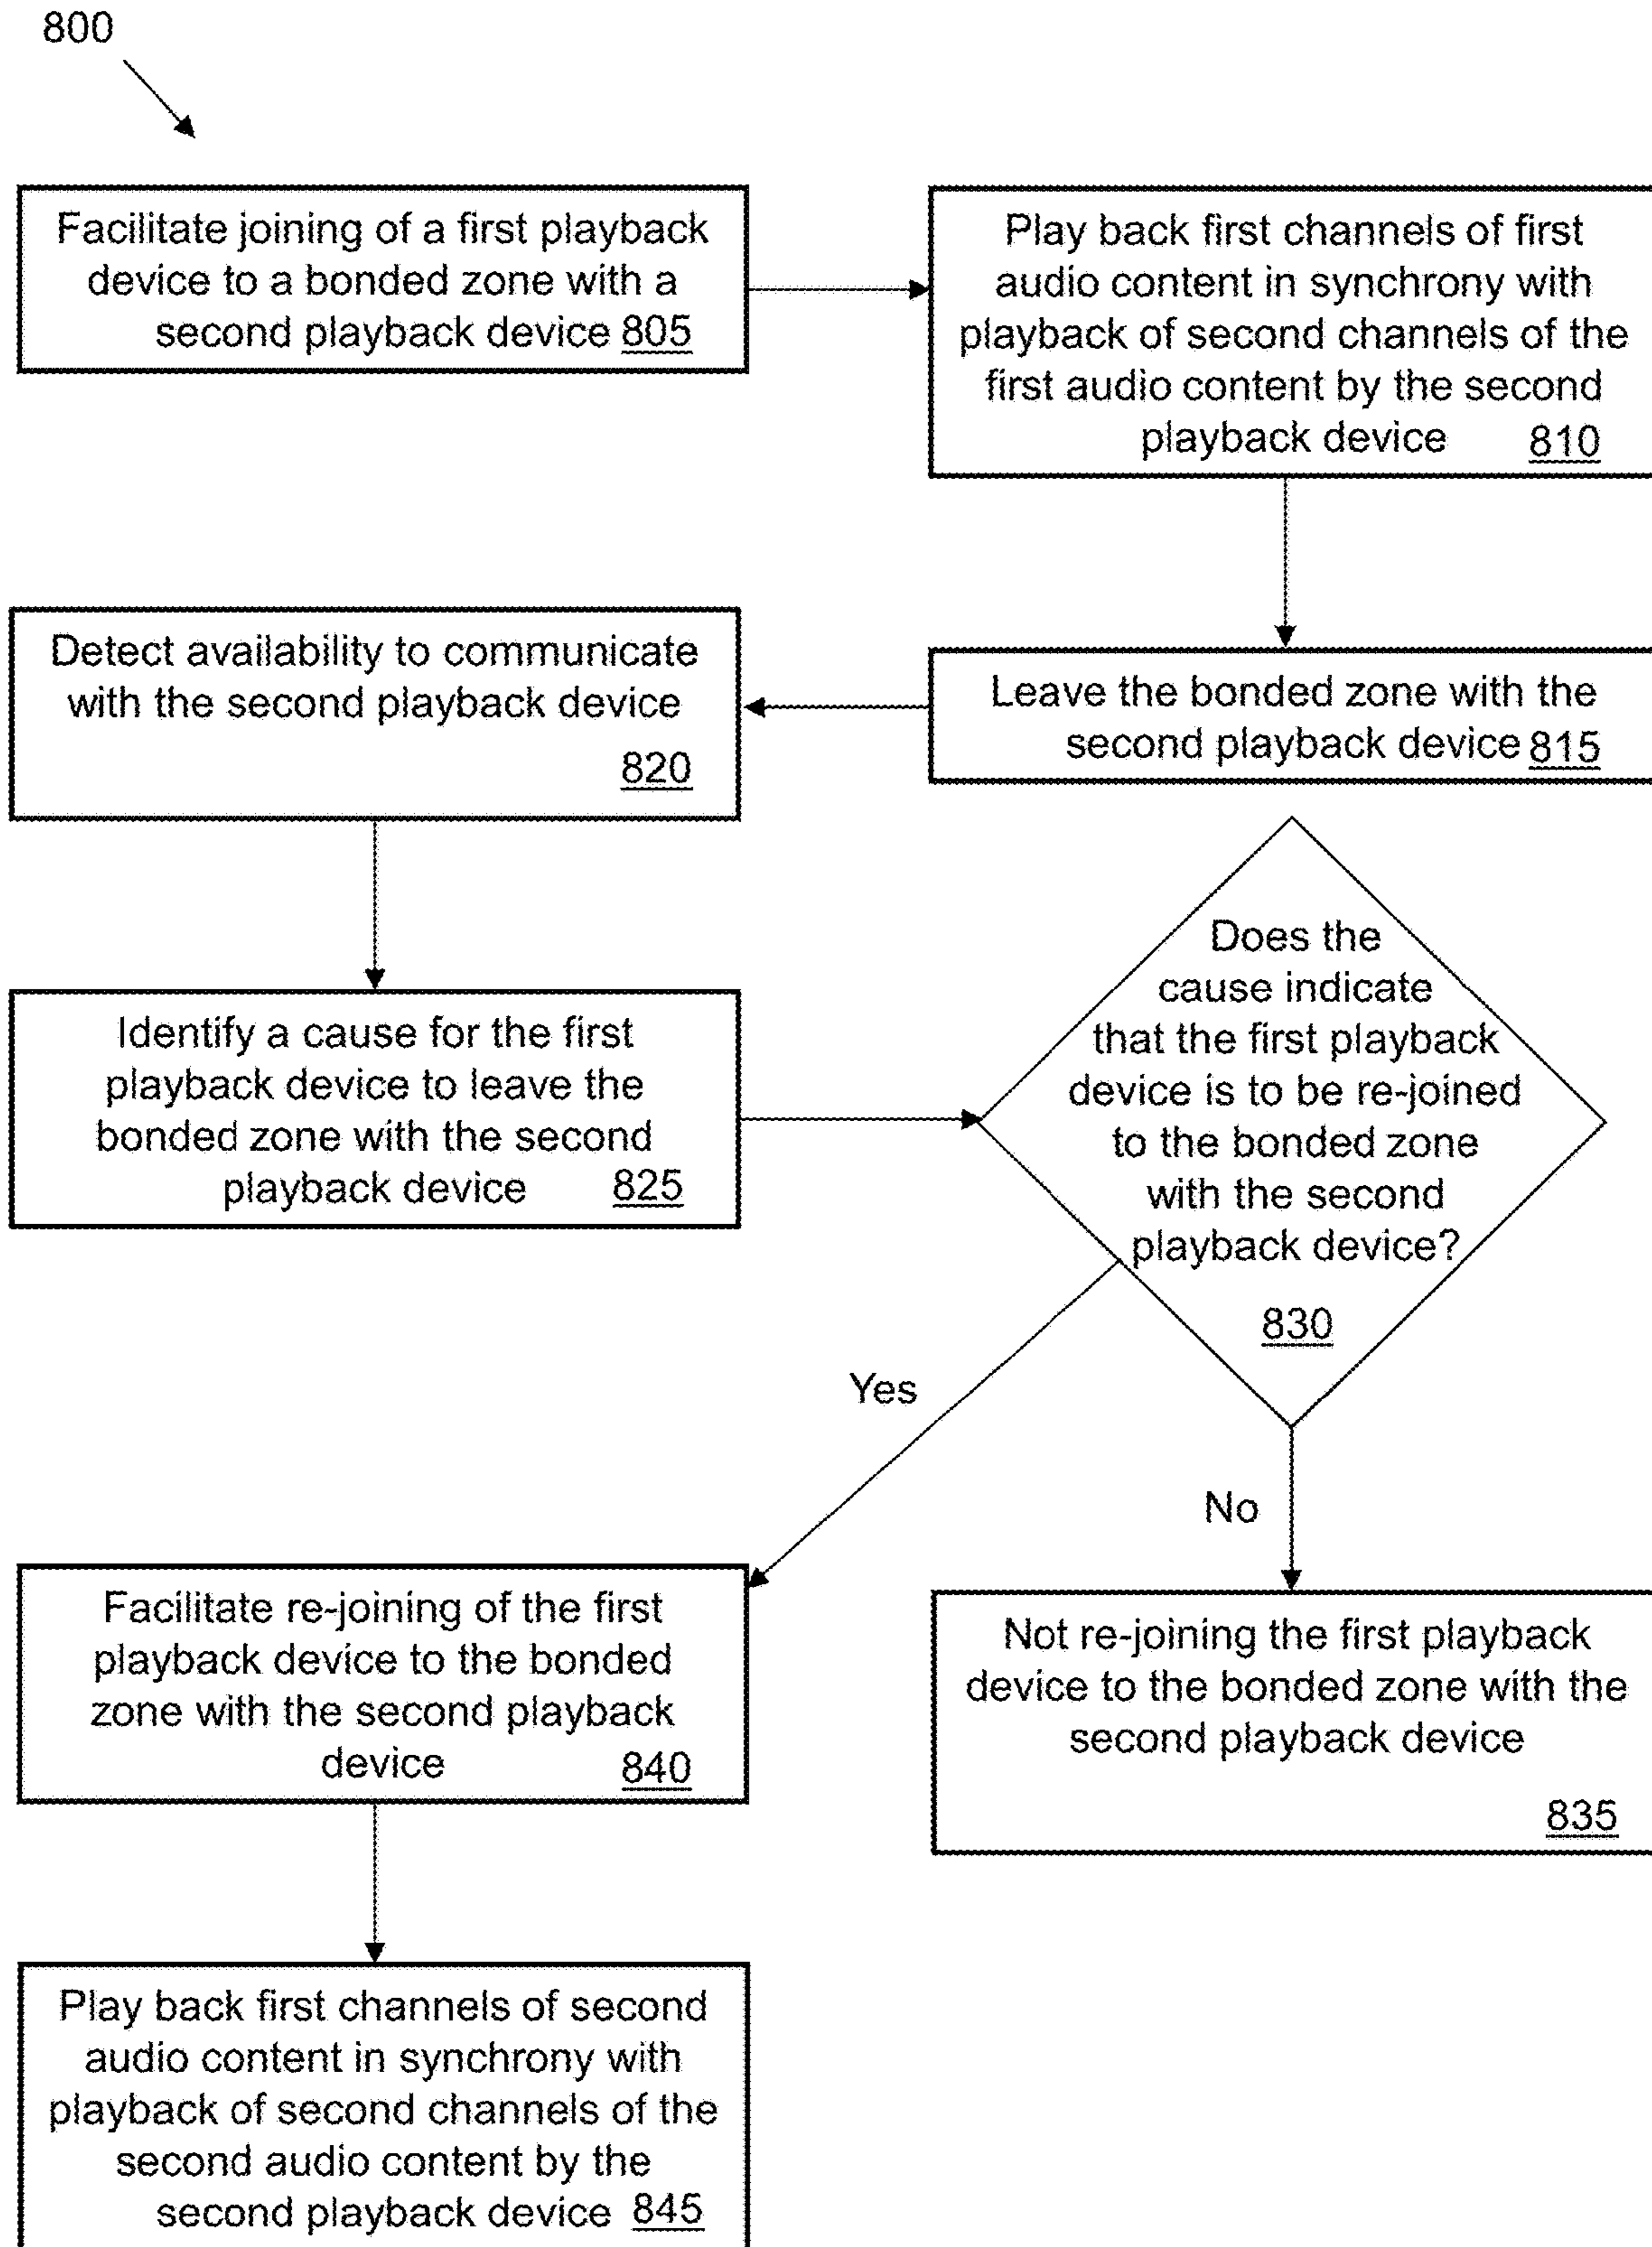 800
Facilitate joining of a first playback
device to a bonded zone with a
second playback device 805
Play back first channels of first
audio content in synchrony with
playback of second channels of the
first audio content by the second
playback device 810
Leave the bonded zone with the
second playback device 815
Detect availability to communicate
with the second playback device
820
Identify a cause for the first
playback device to leave the
bonded zone with the second
playback device 825
Does the
cause indicate
that the first playback
device is to be re-joined
to the bonded zone
with the second
playback device?
830
Yes
No
Not re-joining the first playback
device to the bonded zone with the
second playback device
835
Facilitate re-joining of the first
playback device to the bonded
zone with the second playback
device 840
Play back first channels of second
audio content in synchrony with
playback of second channels of the
second audio content by the
second playback device 845